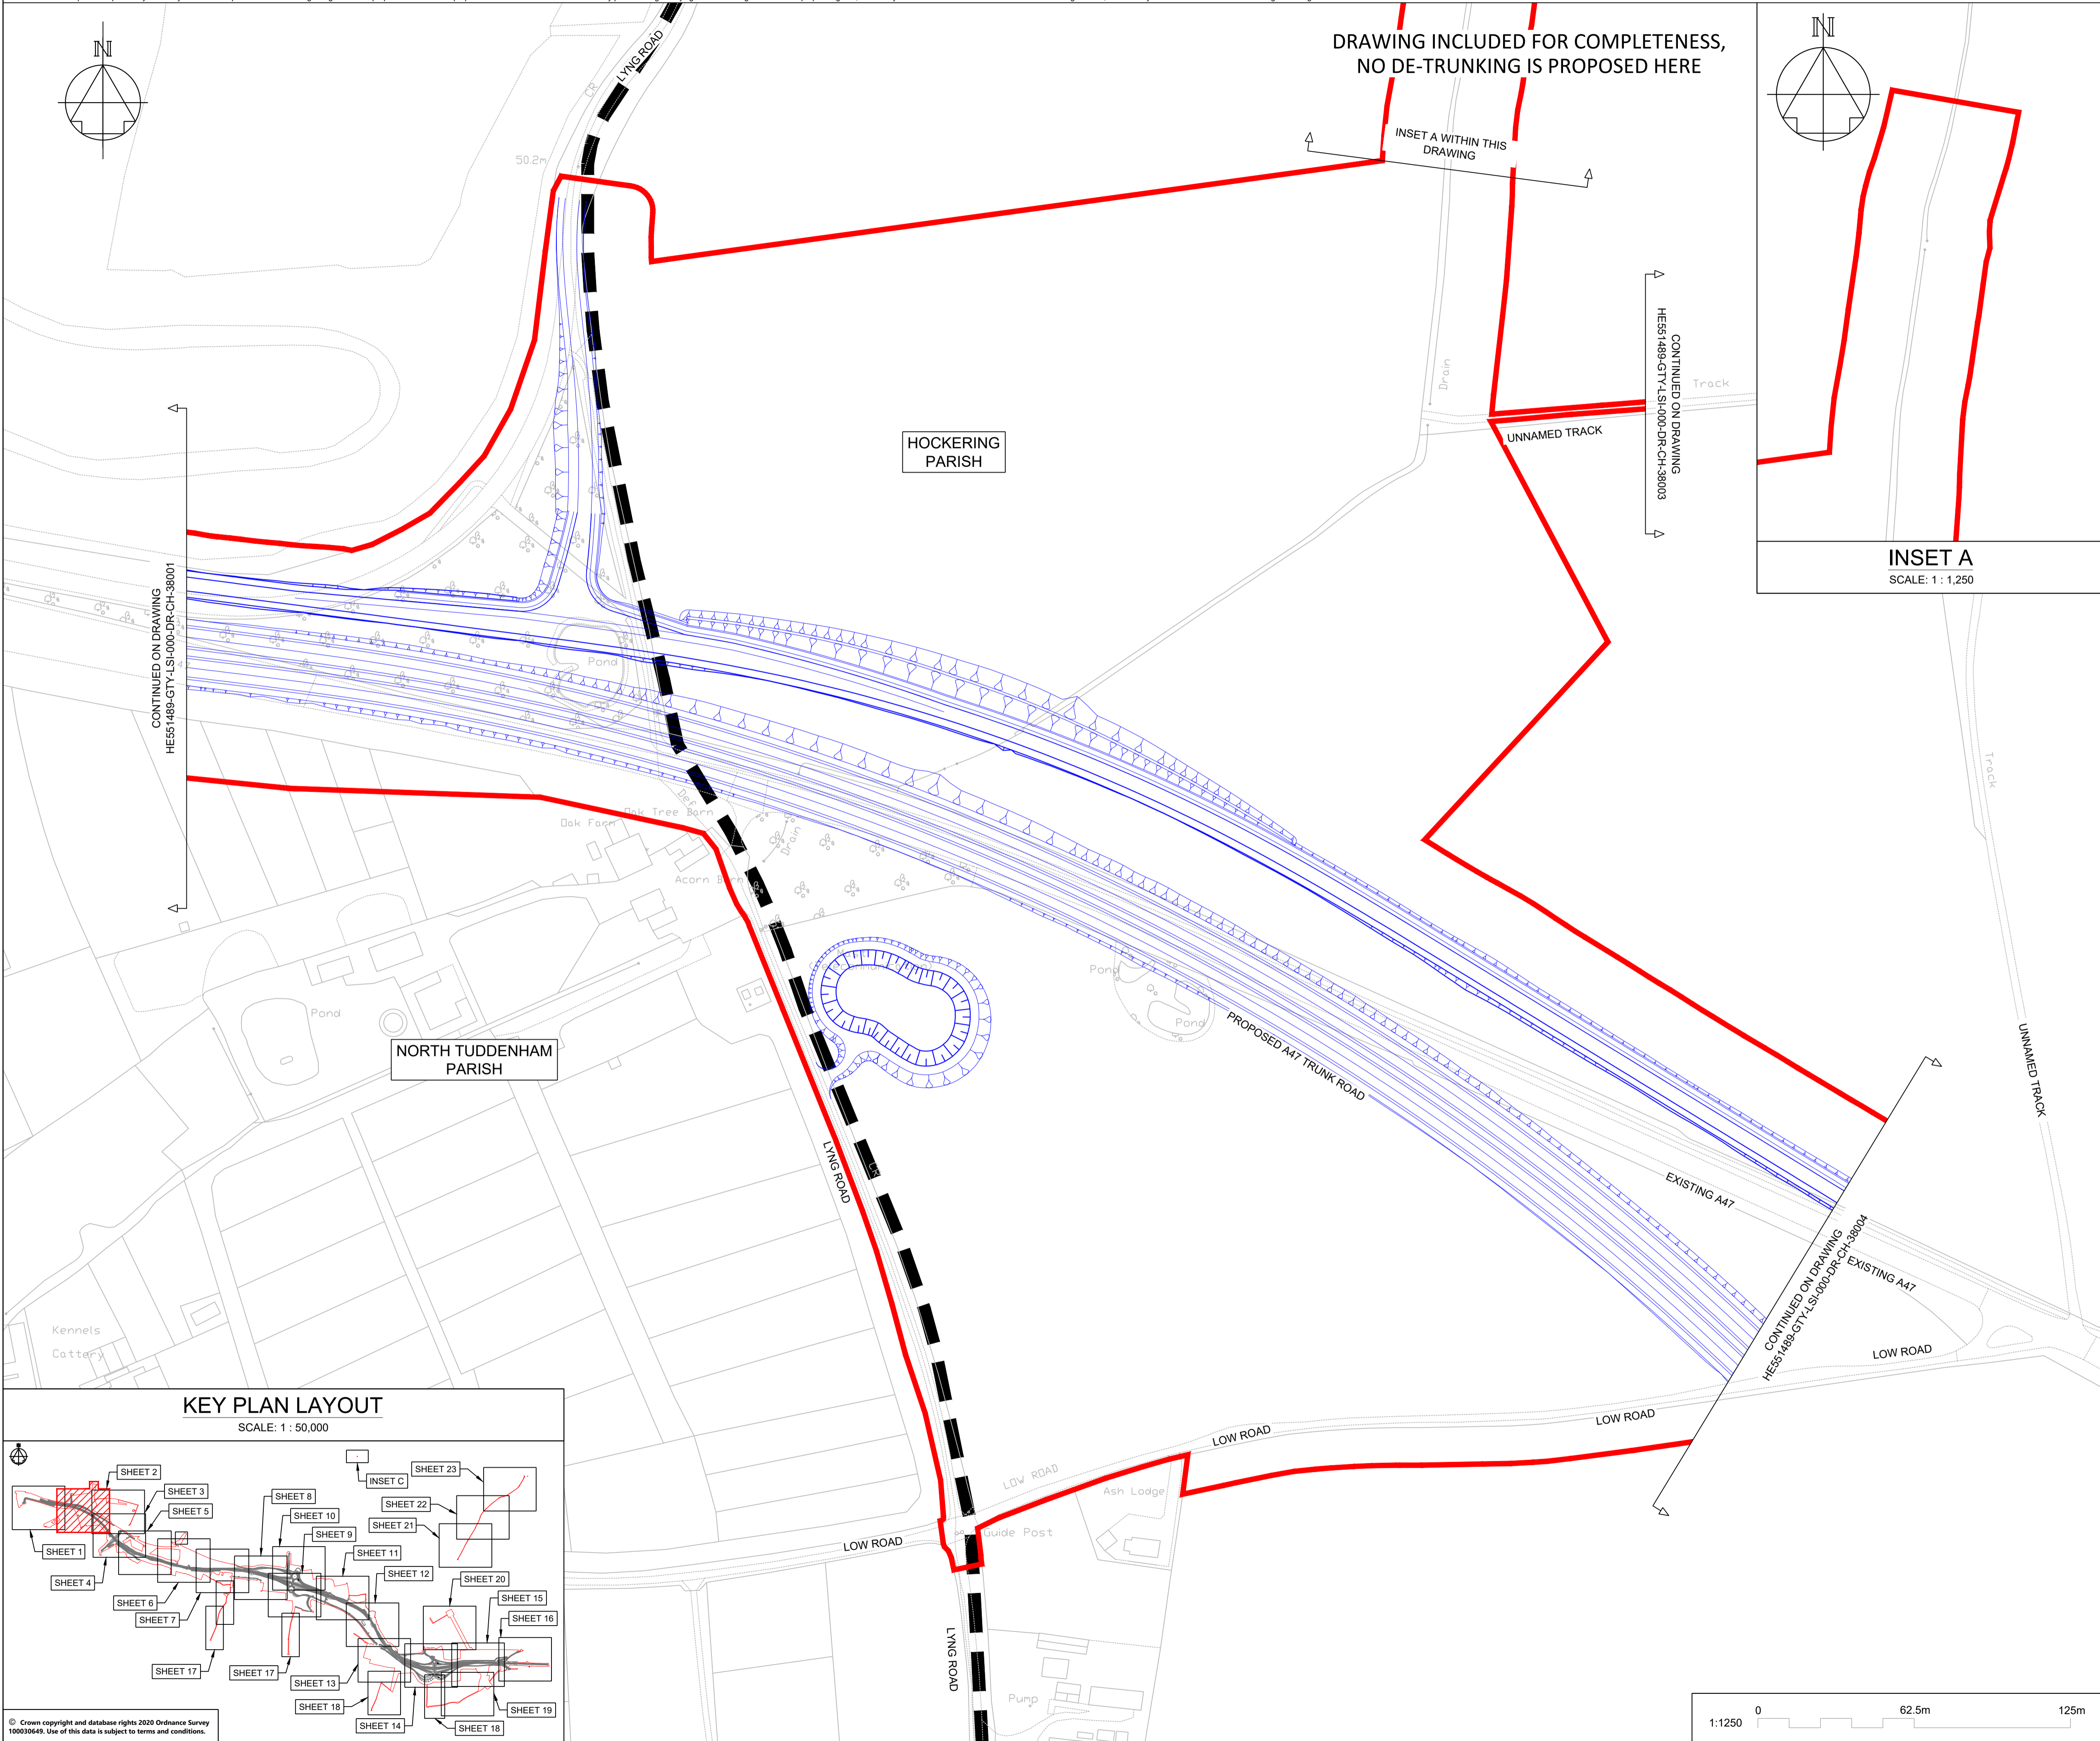 N
LYNG ROAD
CR
50.2m
DRAWING INCLUDED FOR COMPLETENESS,
NO DE-TRUNKING IS PROPOSED HERE
N
INSET A WITHIN THIS
DRAWING
Drain
CONTINUED ON DRAWING
HE551489-GTY-LSI-000-DR-CH-38003
Track
UNNAMED TRACK
HOCKERING
PARISH
INSET A
SCALE: 1 : 1,250
CONTINUED ON DRAWING
HE551489-GTY-LSI-000-DR-CH-38001
Pond
Def
Oak Tree Barn
Oak Farm
Drain
Acorn Barn
Track
UNNAMED TRACK
Pond
Pond
Pond
NORTH TUDDENHAM
PARISH
PROPOSED A47 TRUNK ROAD
LYNG ROAD
CR
EXISTING A47
CONTINUED ON DRAWING
HE551489-GTY-LSI-000-DR-CH-38004
EXISTING A47
LOW ROAD
LOW ROAD
LOW ROAD
LOW ROAD
Ash Lodge
Guide Post
LOW ROAD
LYNG ROAD
Pump
Kennels
Cattery
KEY PLAN LAYOUT
SCALE: 1 : 50,000
SHEET 2
SHEET 3
SHEET 5
SHEET 1
SHEET 4
SHEET 6
SHEET 7
SHEET 8
SHEET 10
SHEET 9
SHEET 11
SHEET 12
INSET C
SHEET 23
SHEET 22
SHEET 21
SHEET 20
SHEET 15
SHEET 16
SHEET 17
SHEET 17
SHEET 13
SHEET 18
SHEET 14
SHEET 18
SHEET 19
© Crown copyright and database rights 2020 Ordnance Survey
100030649. Use of this data is subject to terms and conditions.
1:1250
0
62.5m
125m